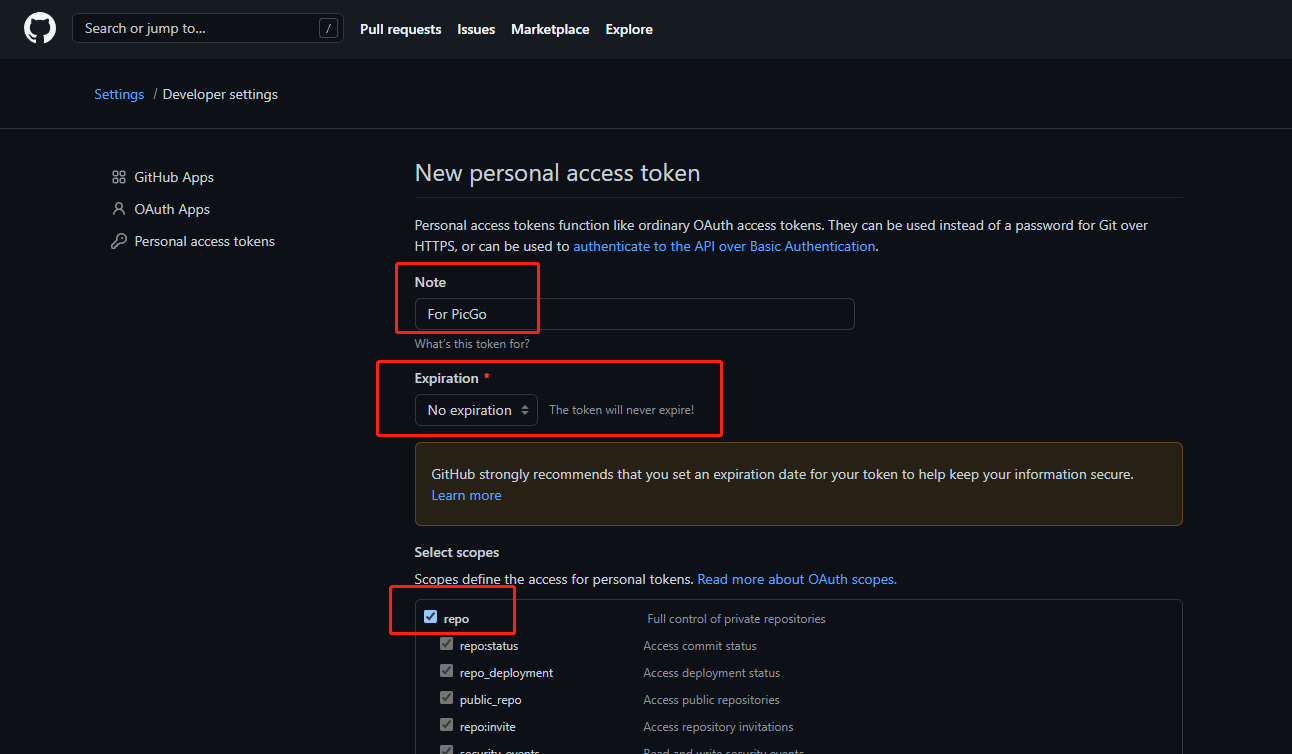 Search or jump to... /
Pull requests
Issues
Marketplace
Explore
Settings / Developer settings
GitHub Apps
OAuth Apps
Personal access tokens
New personal access token
Personal access tokens function like ordinary OAuth access tokens. They can be used instead of a password for Git over
HTTPS, or can be used to authenticate to the API over Basic Authentication.
Note
For PicGo
What's this token for?
Expiration *
No expiration
The token will never expire!
GitHub strongly recommends that you set an expiration date for your token to help keep your information secure.
Learn more
Select scopes
Scopes define the access for personal tokens. Read more about OAuth scopes.
repo Full control of private repositories
repo:status Access commit status
repo_deployment Access deployment status
public_repo Access public repositories
repo:invite Access repository invitations
security_events Read and write security events